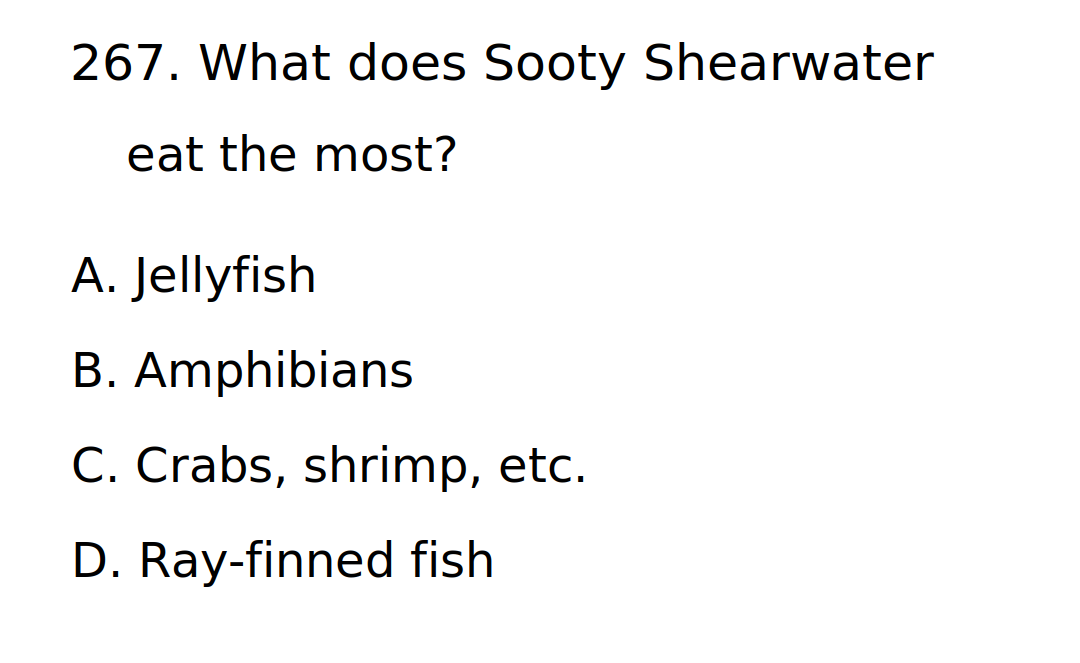 267. What does Sooty Shearwater
eat the most?
A. Jellyfish
B. Amphibians
C. Crabs, shrimp, etc.
D. Ray-finned fish